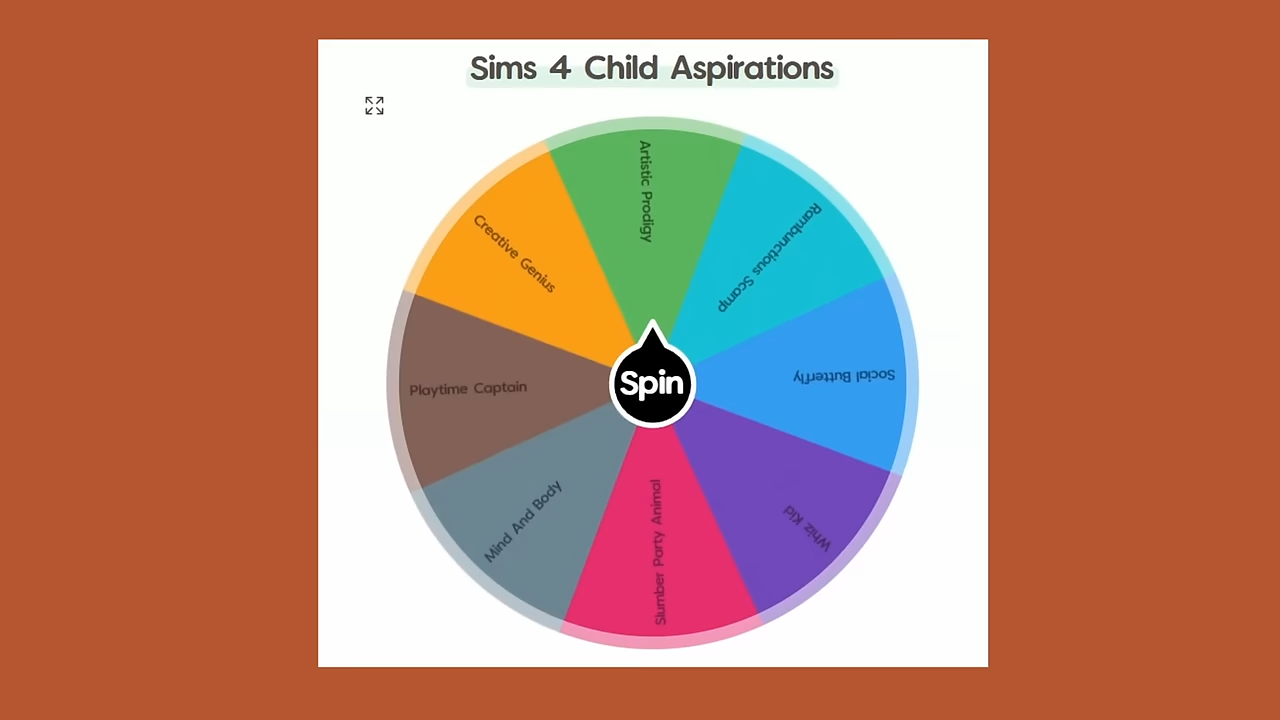 Sims 4 Child Aspirations
Artistic Prodigy
Rambunctious Scamp
Social Butterfly
Whiz Kid
Slumber Party Animal
Mind And Body
Playtime Captain
Creative Genius
Spin